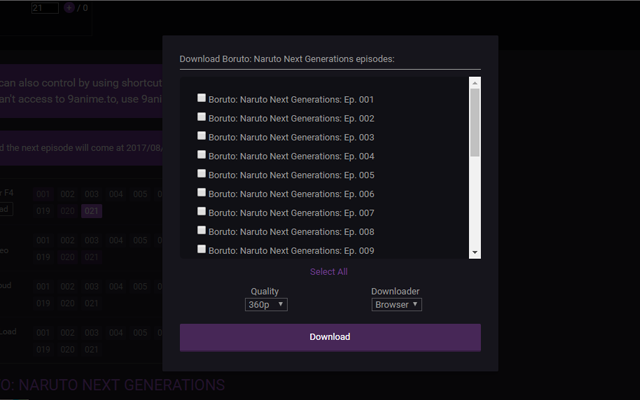 21 + / 0
Download Boruto: Naruto Next Generations episodes:
can also control by using shortcut
an't access to 9anime.to, use 9ani
Boruto: Naruto Next Generations: Ep. 001
Boruto: Naruto Next Generations: Ep. 002
Boruto: Naruto Next Generations: Ep. 003
Boruto: Naruto Next Generations: Ep. 004
Boruto: Naruto Next Generations: Ep. 005
Boruto: Naruto Next Generations: Ep. 006
Boruto: Naruto Next Generations: Ep. 007
Boruto: Naruto Next Generations: Ep. 008
Boruto: Naruto Next Generations: Ep. 009
d the next episode will come at 2017/08/
r F4 001 002 003 004 005
ad 019 020 021
001 002 003 004 005
eo
019 020 021
oud 001 002 003 004 005
019 020 021
Load 001 002 003 004 005
019 020 021
Select All
Quality Downloader
360p Browser
Download
TO: NARUTO NEXT GENERATIONS